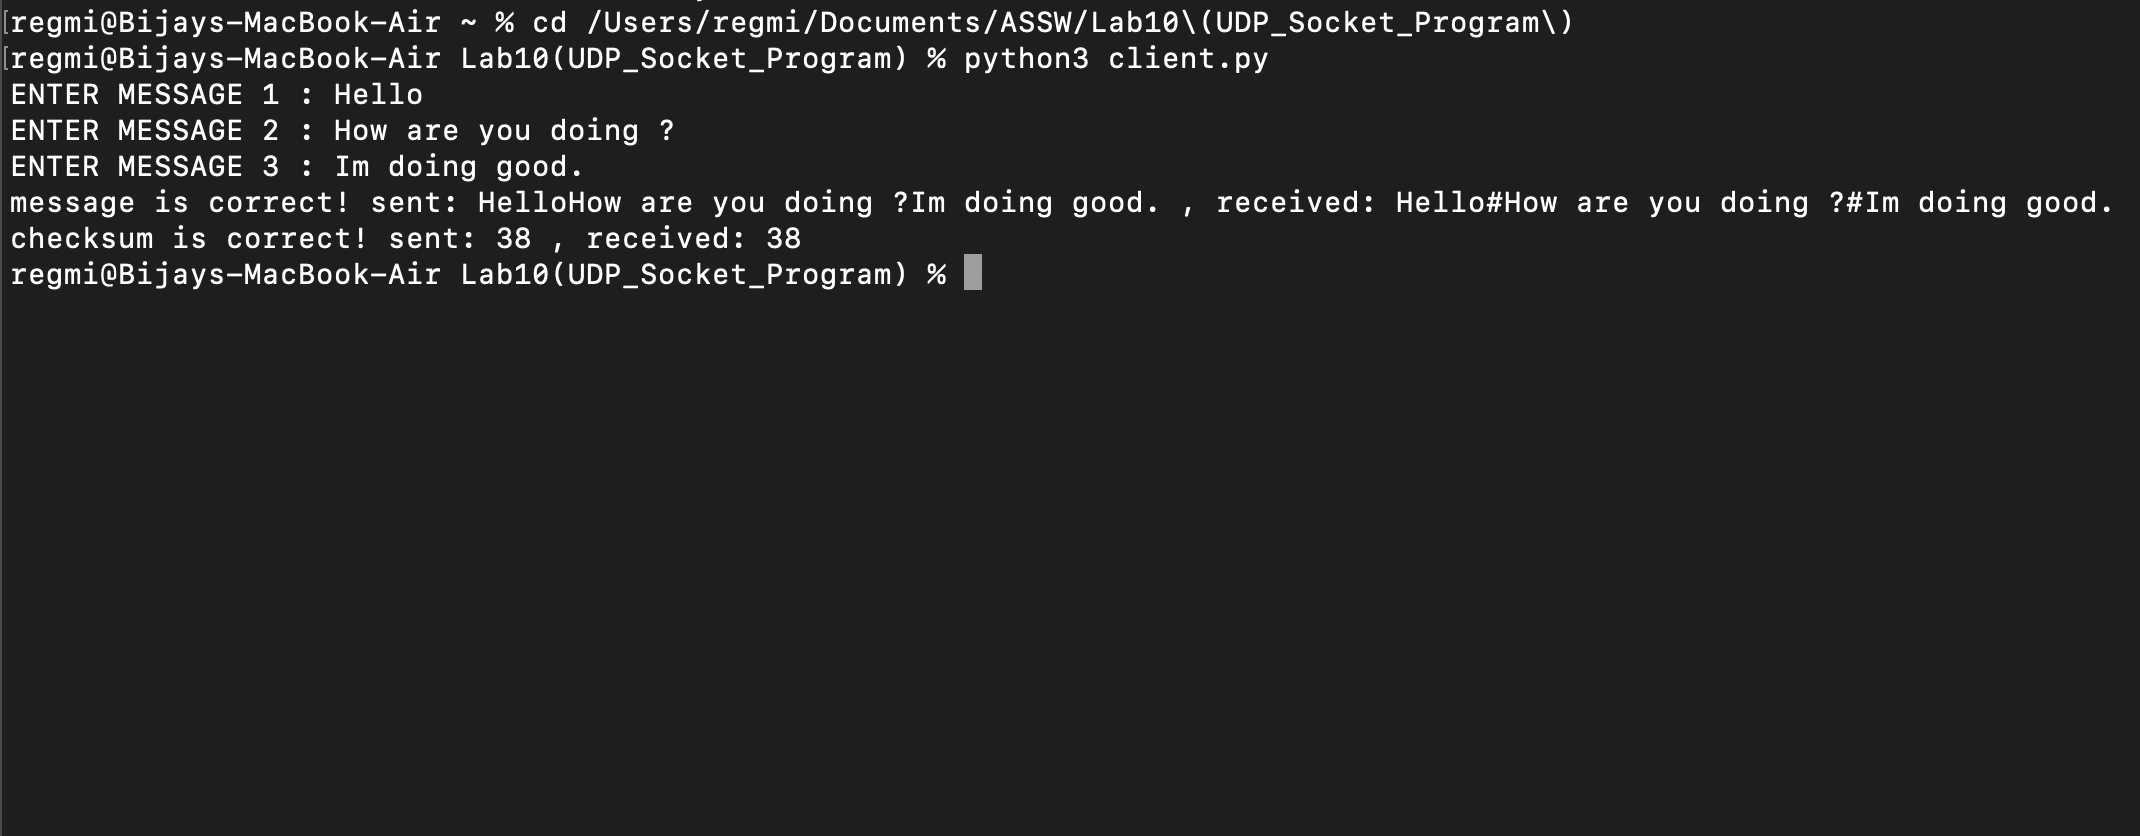 [regmi@Bijays-MacBook-Air ~ % cd /Users/regmi/Documents/ASSW/Lab10\(UDP_Socket_Program\)
[regmi@Bijays-MacBook-Air Lab10(UDP_Socket_Program) % python3 client.py
ENTER MESSAGE 1 : Hello
ENTER MESSAGE 2 : How are you doing ?
ENTER MESSAGE 3 : Im doing good.
message is correct! sent: HelloHow are you doing ?Im doing good. , received: Hello#How are you doing ?#Im doing good.
checksum is correct! sent: 38 , received: 38
regmi@Bijays-MacBook-Air Lab10(UDP_Socket_Program) %